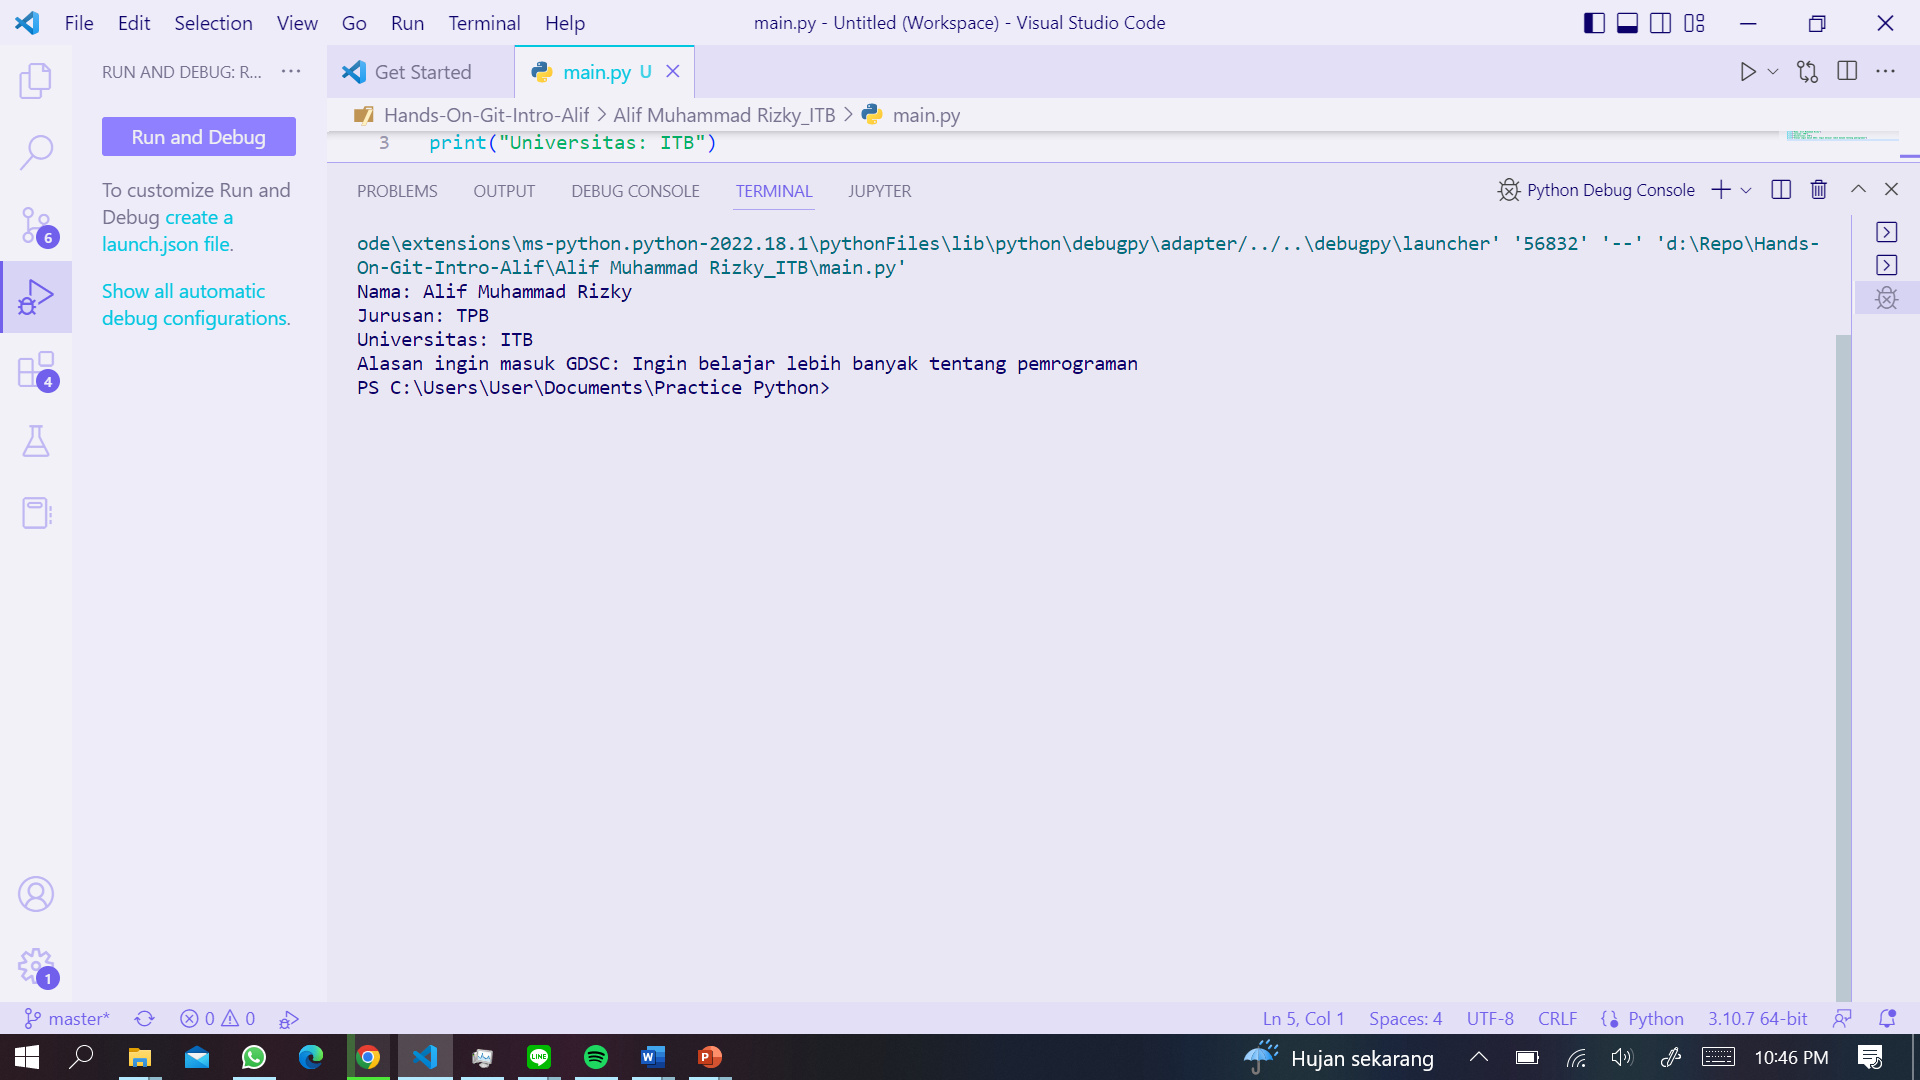 File Edit Selection View Go Run Terminal Help
main.py - Untitled (Workspace) - Visual Studio Code
RUN AND DEBUG: R...
Get Started
main.py U
Run and Debug
Hands-On-Git-Intro-Alif > Alif Muhammad Rizky_ITB > main.py
3 print("Universitas: ITB")
To customize Run and
Debug create a
launch.json file.
Show all automatic
debug configurations.
PROBLEMS OUTPUT DEBUG CONSOLE TERMINAL JUPYTER
Python Debug Console
ode\extensions\ms-python.python-2022.18.1\pythonFiles\lib\python\debugpy\adapter/../..\debugpy\launcher' '56832' '--' 'd:\Repo\Hands-
On-Git-Intro-Alif\Alif Muhammad Rizky_ITB\main.py'
Nama: Alif Muhammad Rizky
Jurusan: TPB
Universitas: ITB
Alasan ingin masuk GDSC: Ingin belajar lebih banyak tentang pemrograman
PS C:\Users\User\Documents\Practice Python>
6
4
1
master* 0 0
Ln 5, Col 1 Spaces: 4 UTF-8 CRLF Python 3.10.7 64-bit
Hujan sekarang
10:46 PM